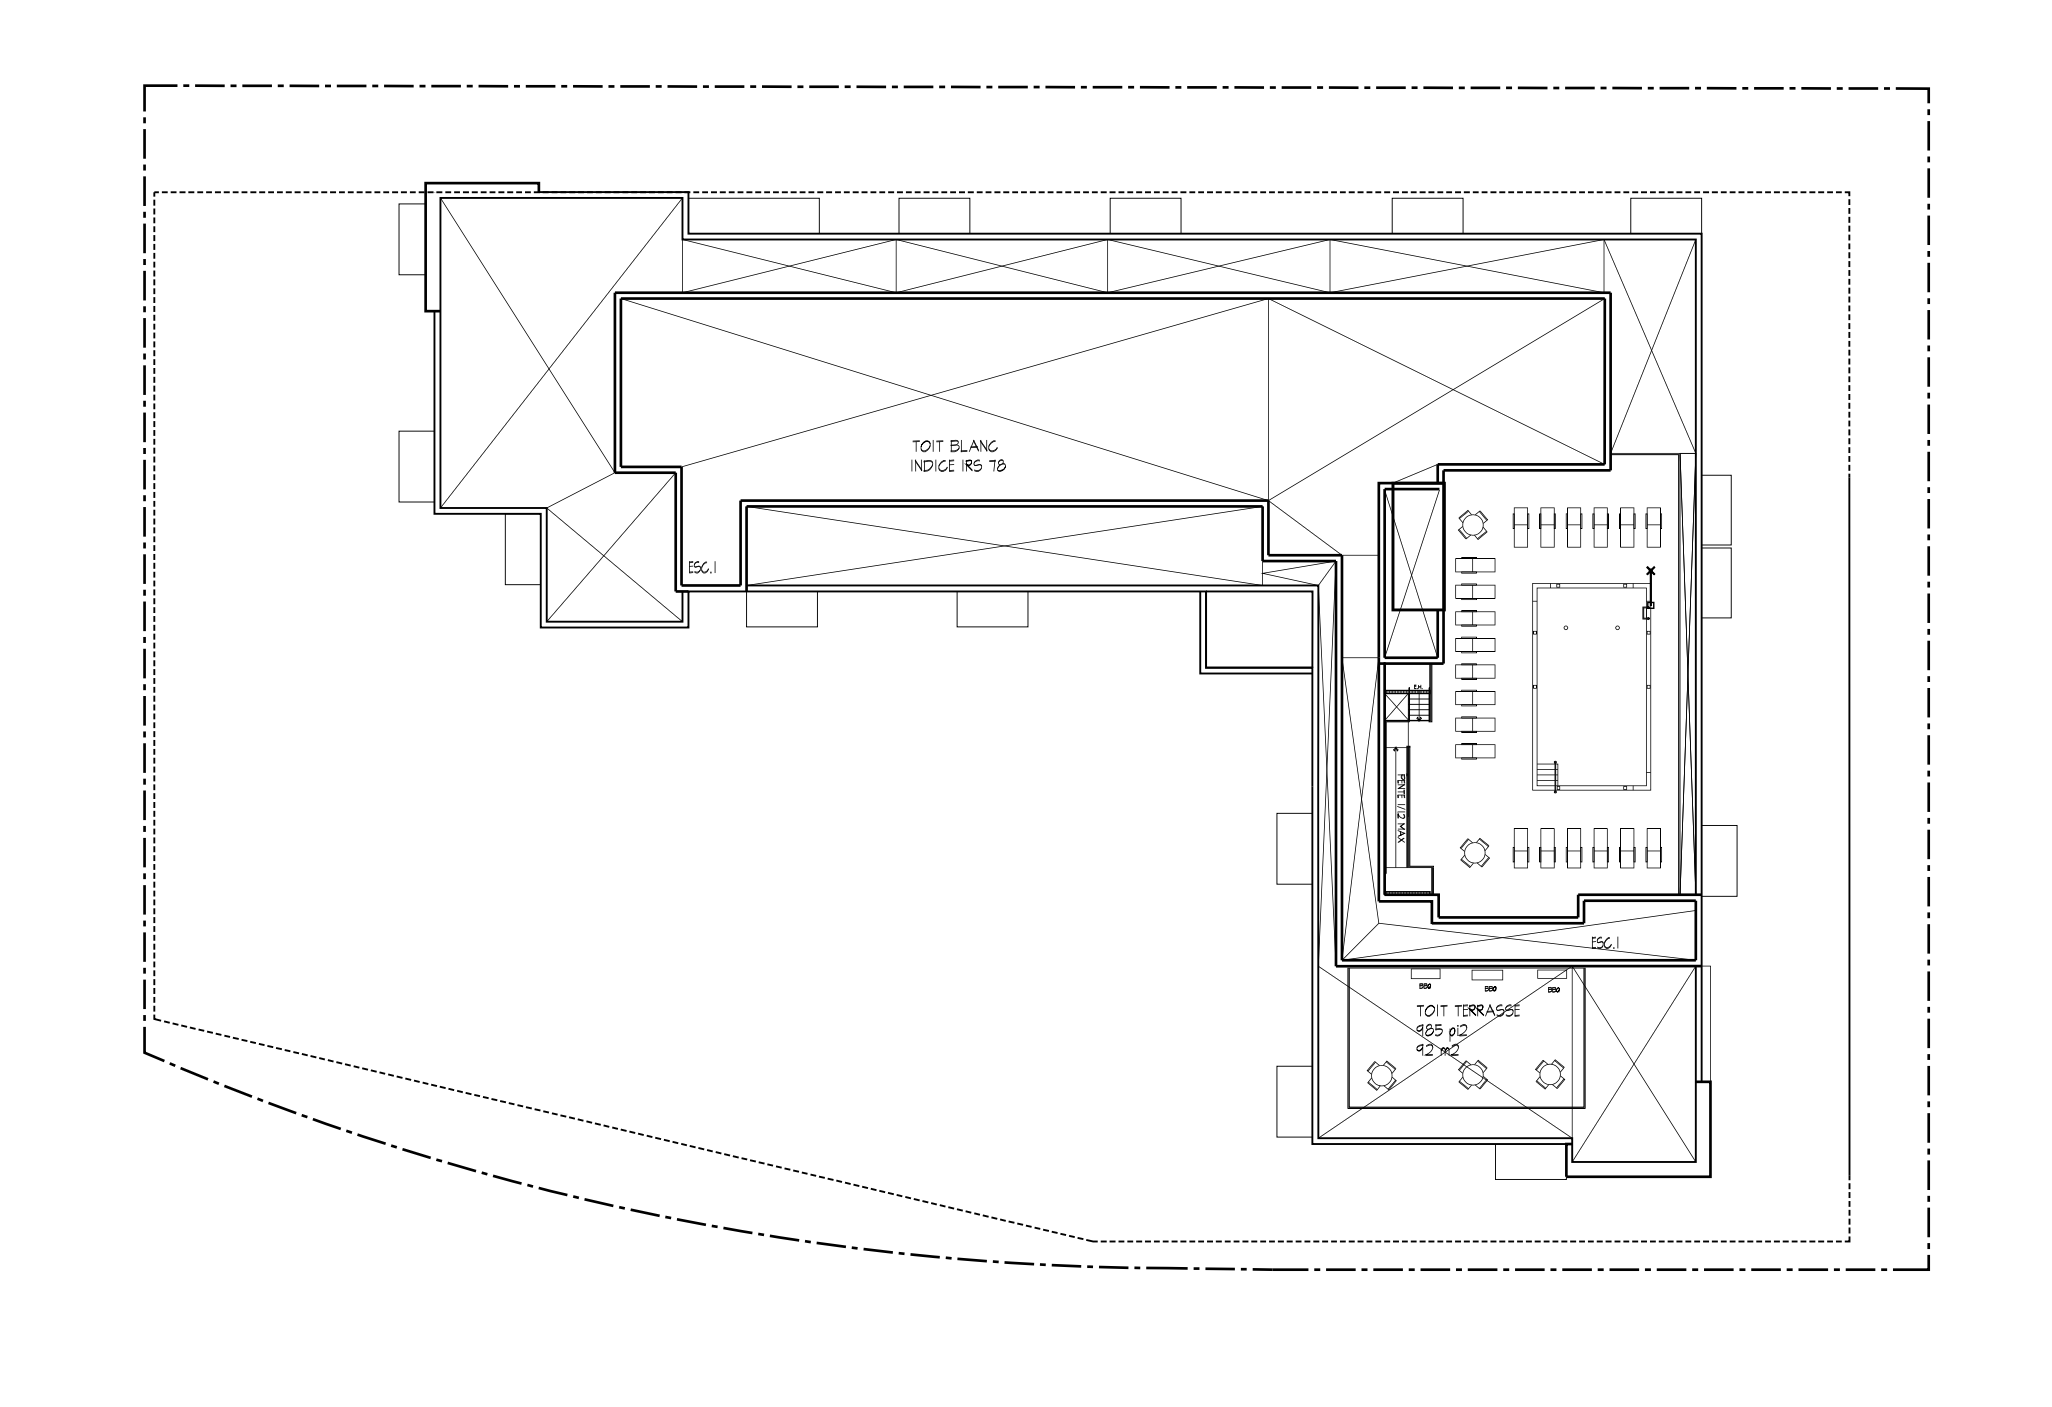 TOIT BLANC
INDICE IRS 78
ESC.1
E.H.
PENTE 1/12 MAX
ESC.1
BBQ
BBQ
BBQ
TOIT TERRASSE
985 pi2
92 m2